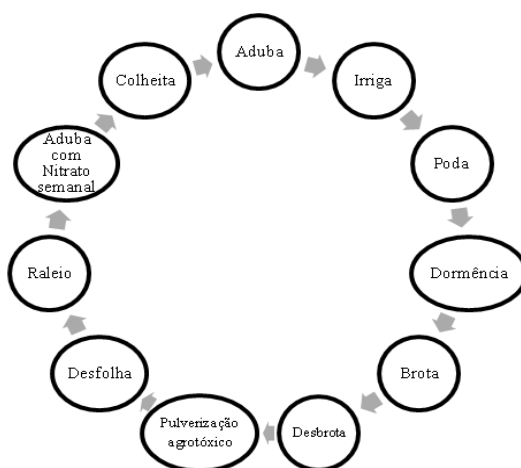 Aduba
Irriga
Poda
Dormência
Brota
Desbrota
Pulverização
agrotóxico
Desfolha
Raleio
Aduba
com
Nitrato
semanal
Colheita